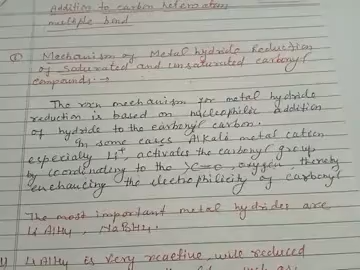 Addition to carbon heteroatom
multiple bond
Mechanism of Metal hydride Reduction
of saturated and unsaturated carbonyl
compounds:→
The main mechanism for metal hydride
reduction is based on nucleophilic addition
of hydride to the carbonyl carbon.
In some cases Alkali metal cation
especially Li⁺, activates the carbonyl group
by coordinating to the >C=O oxygen, thereby
enhancing the electrophilicity of carbonyl
The most important metal hydrides are
LiAlH4, NaBH4.
LiAlH4 is very reactive, will reduced